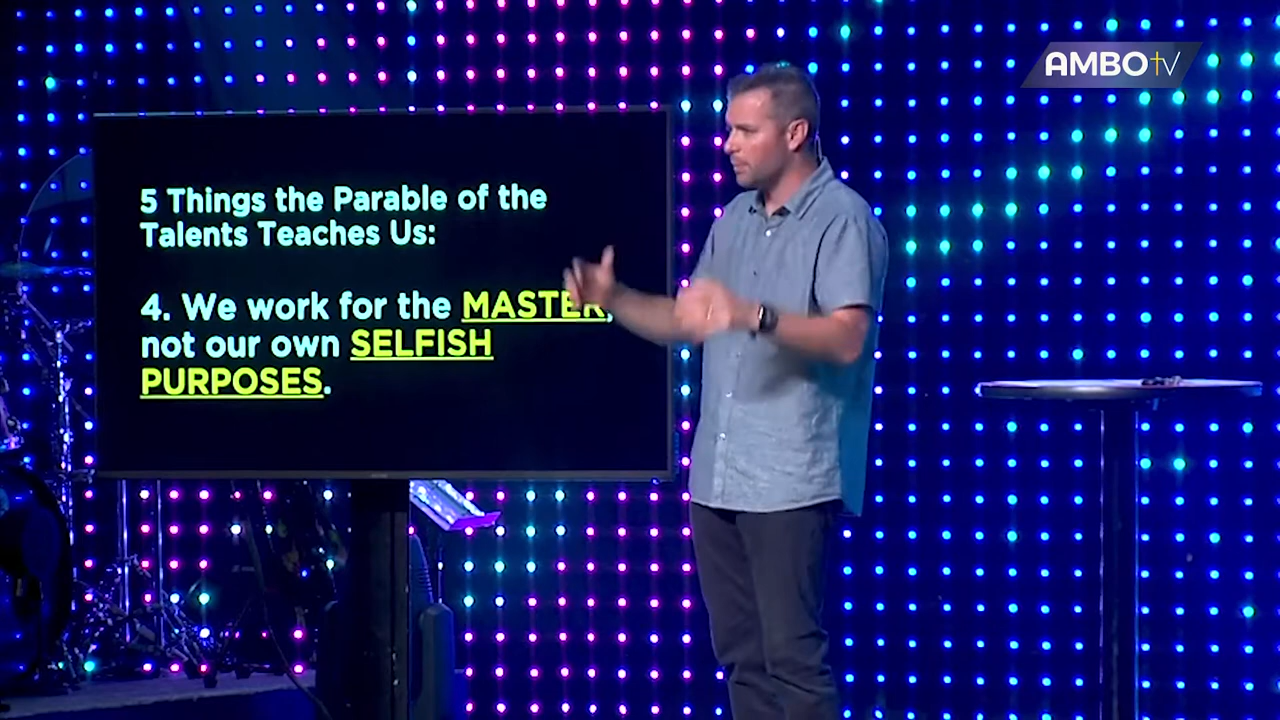 AMBOtv
5 Things the Parable of the
Talents Teaches Us:
4. We work for the MASTER,
not our own SELFISH
PURPOSES.